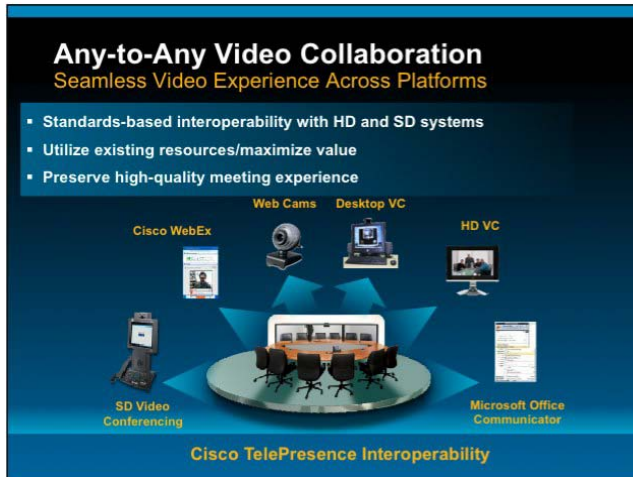 Any-to-Any Video Collaboration
Seamless Video Experience Across Platforms
▪ Standards-based interoperability with HD and SD systems
▪ Utilize existing resources/maximize value
▪ Preserve high-quality meeting experience
Web Cams
Desktop VC
Cisco WebEx
HD VC
SD Video
Conferencing
Microsoft Office
Communicator
Cisco TelePresence Interoperability